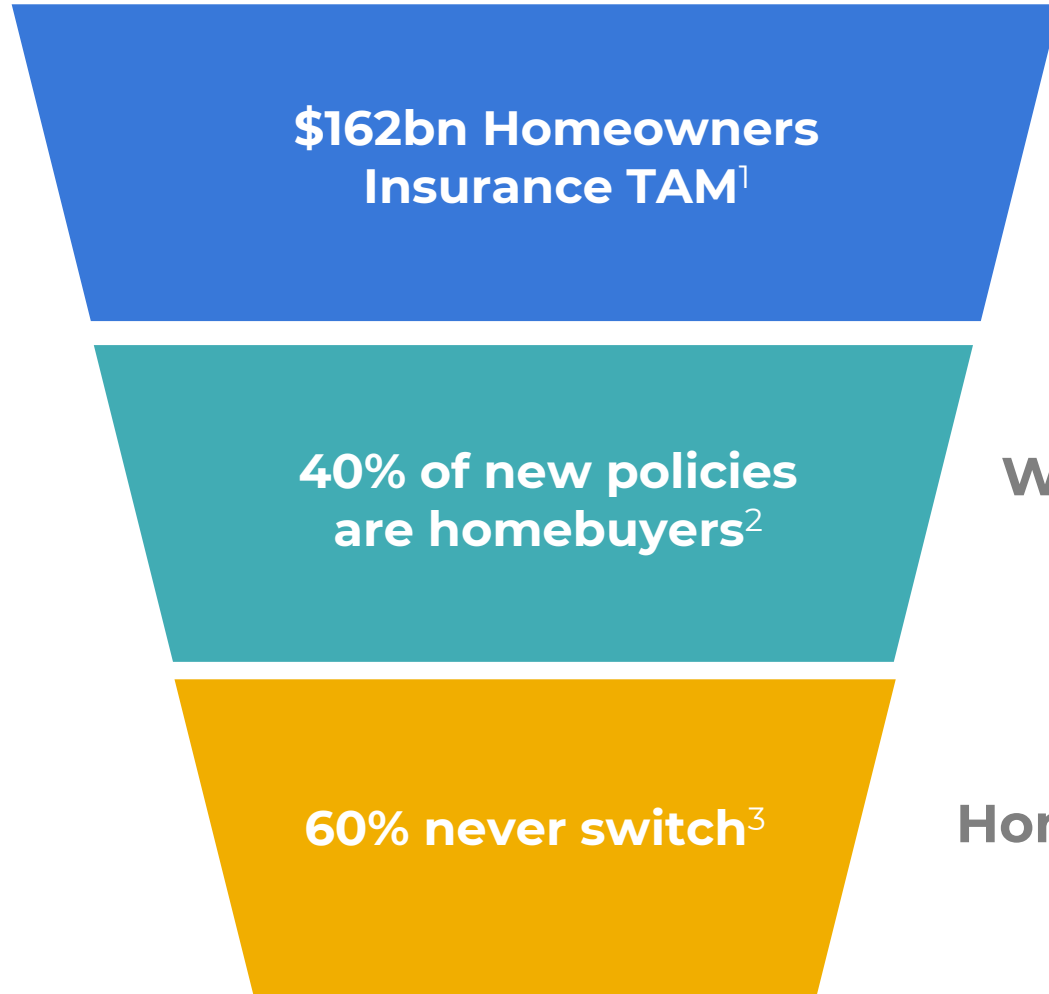 $162bn Homeowners
Insurance TAM¹
40% of new policies
are homebuyers²
60% never switch³